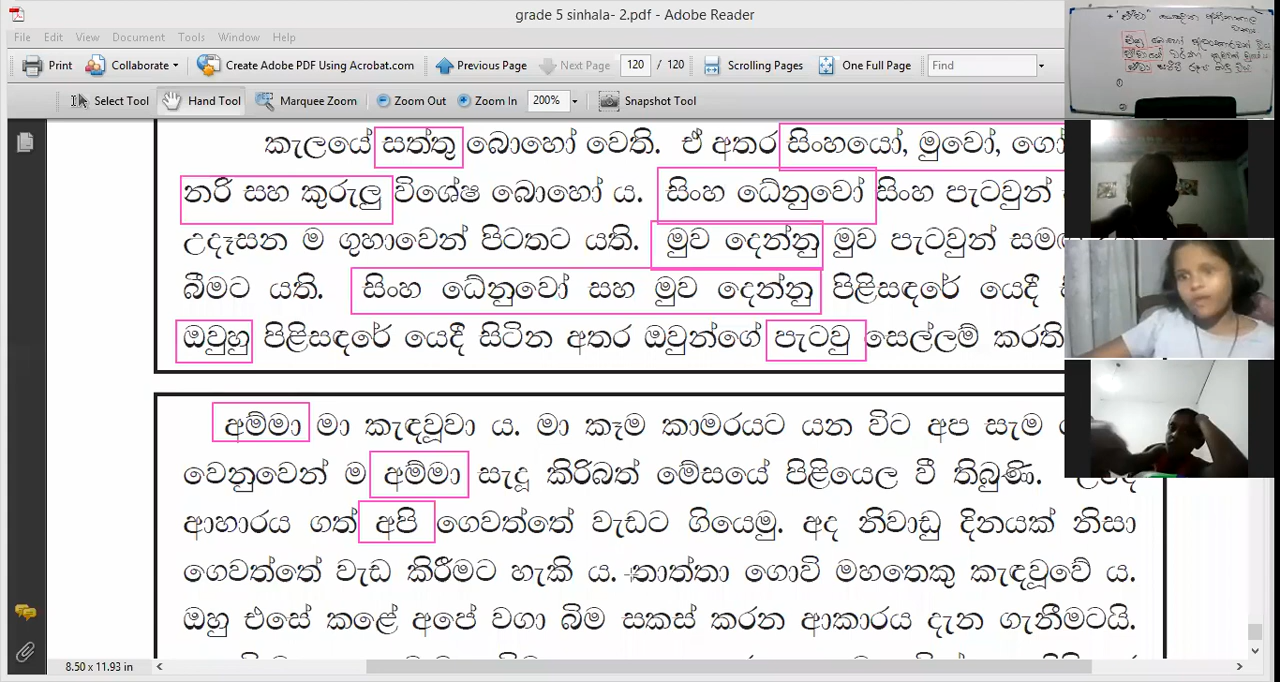 grade 5 sinhala- 2.pdf - Adobe Reader
File Edit View Document Tools Window Help
Print Collaborate Create Adobe PDF Using Acrobat.com Previous Page Next Page 120 / 120 Scrolling Pages One Full Page Find
Select Tool Hand Tool Marquee Zoom Zoom Out Zoom In 200% Snapshot Tool
කැලයේ සත්තු බොහෝ වෙති. ඒ අතර සිංහයෝ, මුවෝ,
නරි සහ කුරුලු විශේෂ බොහෝ ය. සිංහ ධේනුවෝ සිංහ පැටවුන්
උදෑසන ම ගුහාවෙන් පිටතට යති. මුව දෙන්නු මුව පැටවුන්
බීමට යති. සිංහ ධේනුවෝ සහ මුව දෙන්නු පිළිසඳරේ යෙදී
ඔවුහු පිළිසඳරේ යෙදී සිටින අතර ඔවුන්ගේ පැටවු සෙල්ලම් කරති
අම්මා මා කැඳවූවා ය. මා කෑම කාමරයට යන විට අප සැම
වෙනුවෙන් ම අම්මා සැදූ කිරිබත් මේසයේ පිළියෙල වී තිබුණි.
ආහාරය ගත් අපි ගෙවත්තේ වැඩට ගියෙමු. අද නිවාඩු දිනයක් නිසා
ගෙවත්තේ වැඩ කිරීමට හැකි ය. තාත්තා ගොවි මහතෙකු කැඳවූවේ ය.
ඔහු එසේ කළේ අපේ වගා බිම සකස් කරන ආකාරය දැන ගැනීමටයි.
8.50 x 11.93 in